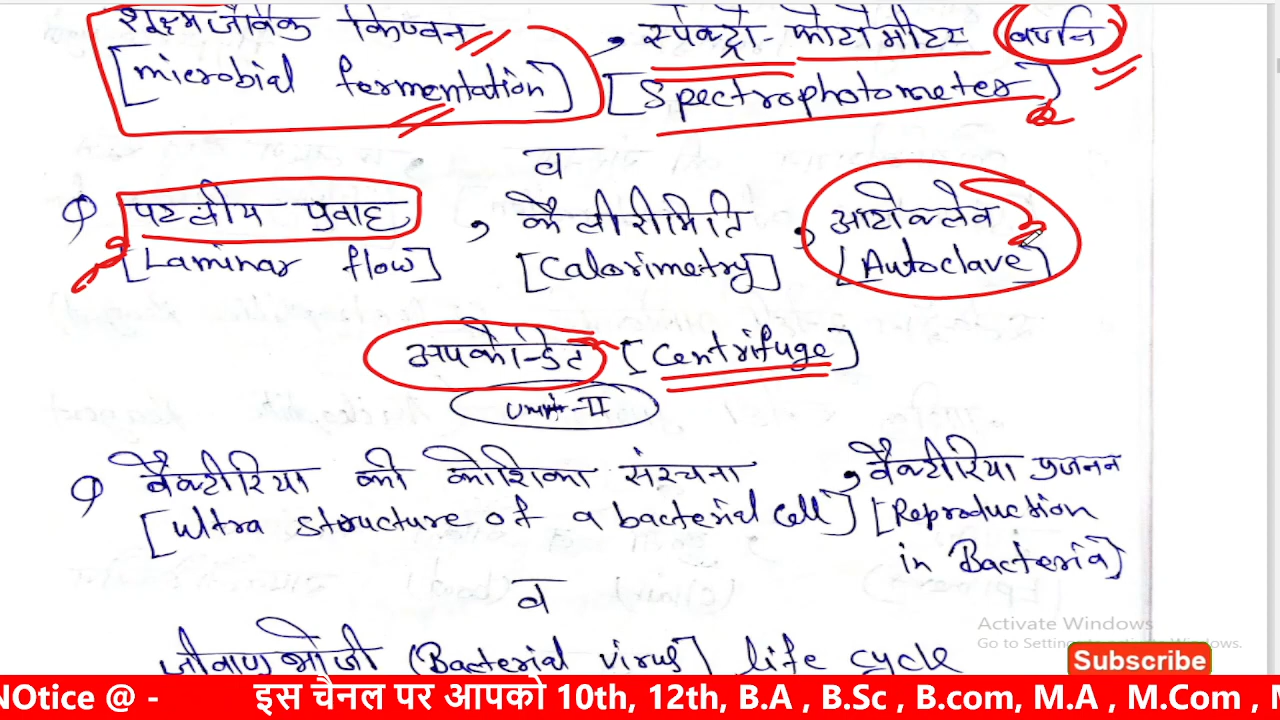 सूक्ष्मजैविक किण्वन , स्पेक्ट्रो-फोटोमीटर वर्णन
[microbial fermentation] [Spectrophotometer]
व
Q पटलीय प्रवाह , कैलोरीमिति , आटोक्लेव
[Laminar flow] [Calorimetry] [Autoclave]
[Centrifuge]
Unit-II
Q बैक्टीरिया की कोशिका संरचना , बैक्टीरिया प्रजनन
[Ultra structure of a bacterial cell] [Reproduction
in Bacteria]
व
जीवाणुभोजी (Bacterial virus] life cycle
Activate Windows
Go to Settings to activate Windows.
Subscribe
NOtice @ - इस चैनल पर आपको 10th, 12th, B.A , B.Sc , B.com, M.A , M.Com , M